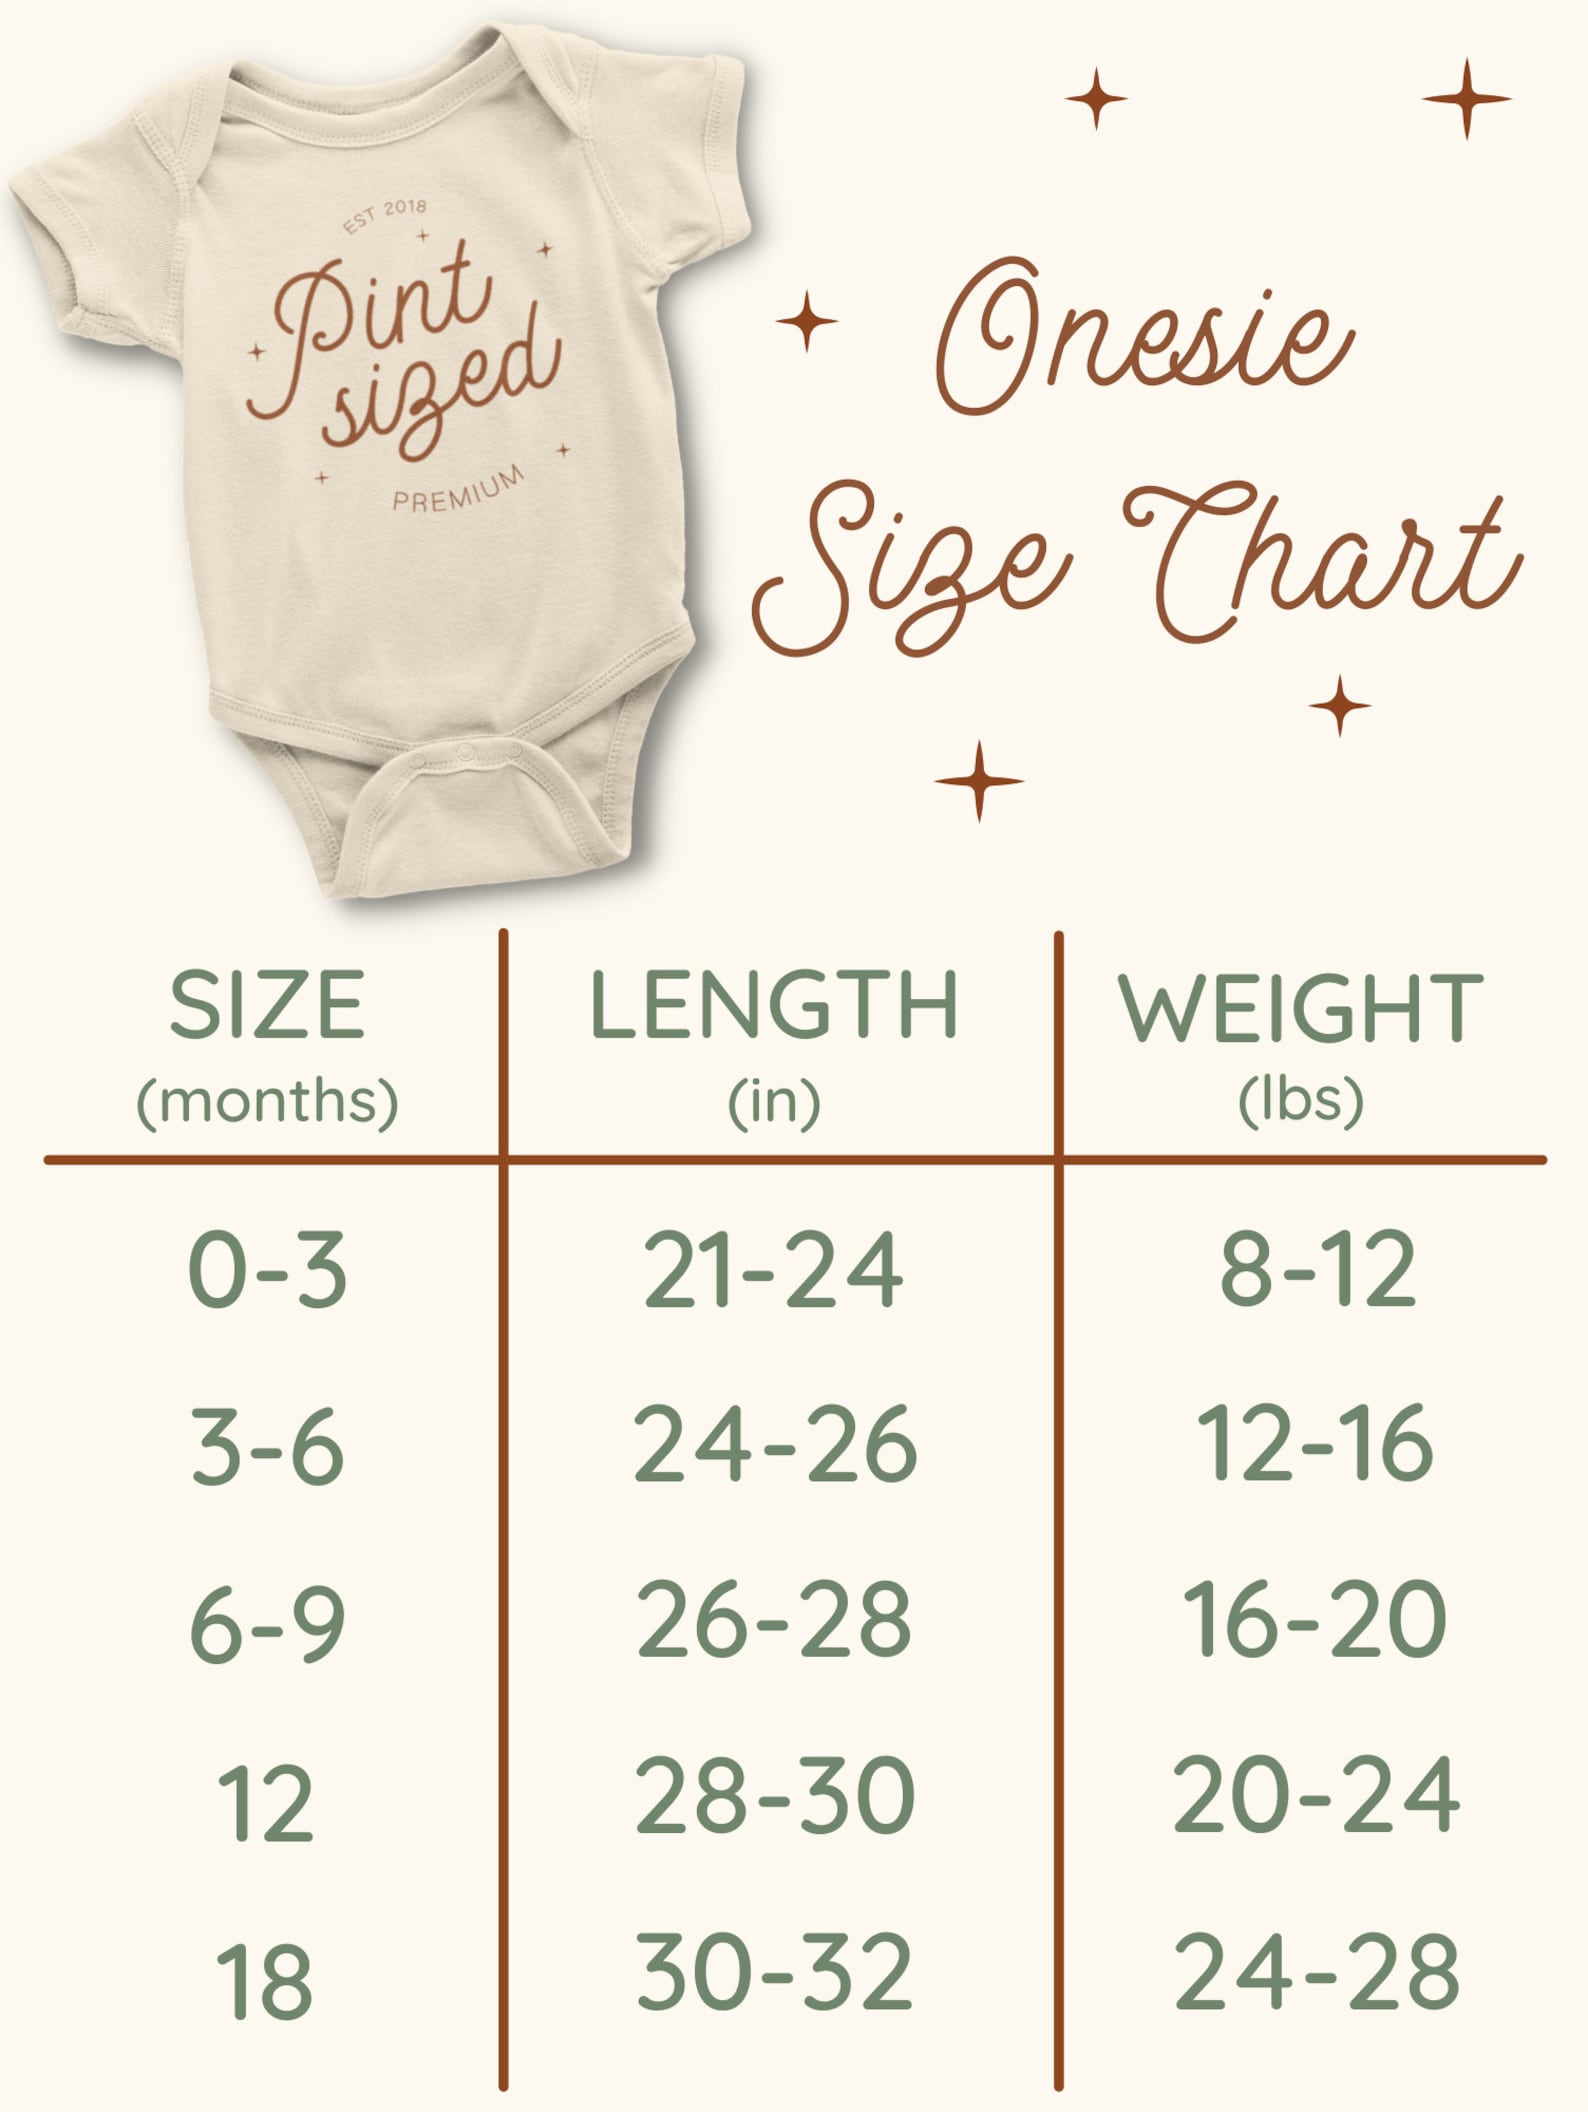 EST 2018
Pint
sized
PREMIUM
Onesie
Size Chart
SIZE LENGTH WEIGHT
(months) (in) (lbs)
0-3 21-24 8-12
3-6 24-26 12-16
6-9 26-28 16-20
12 28-30 20-24
18 30-32 24-28